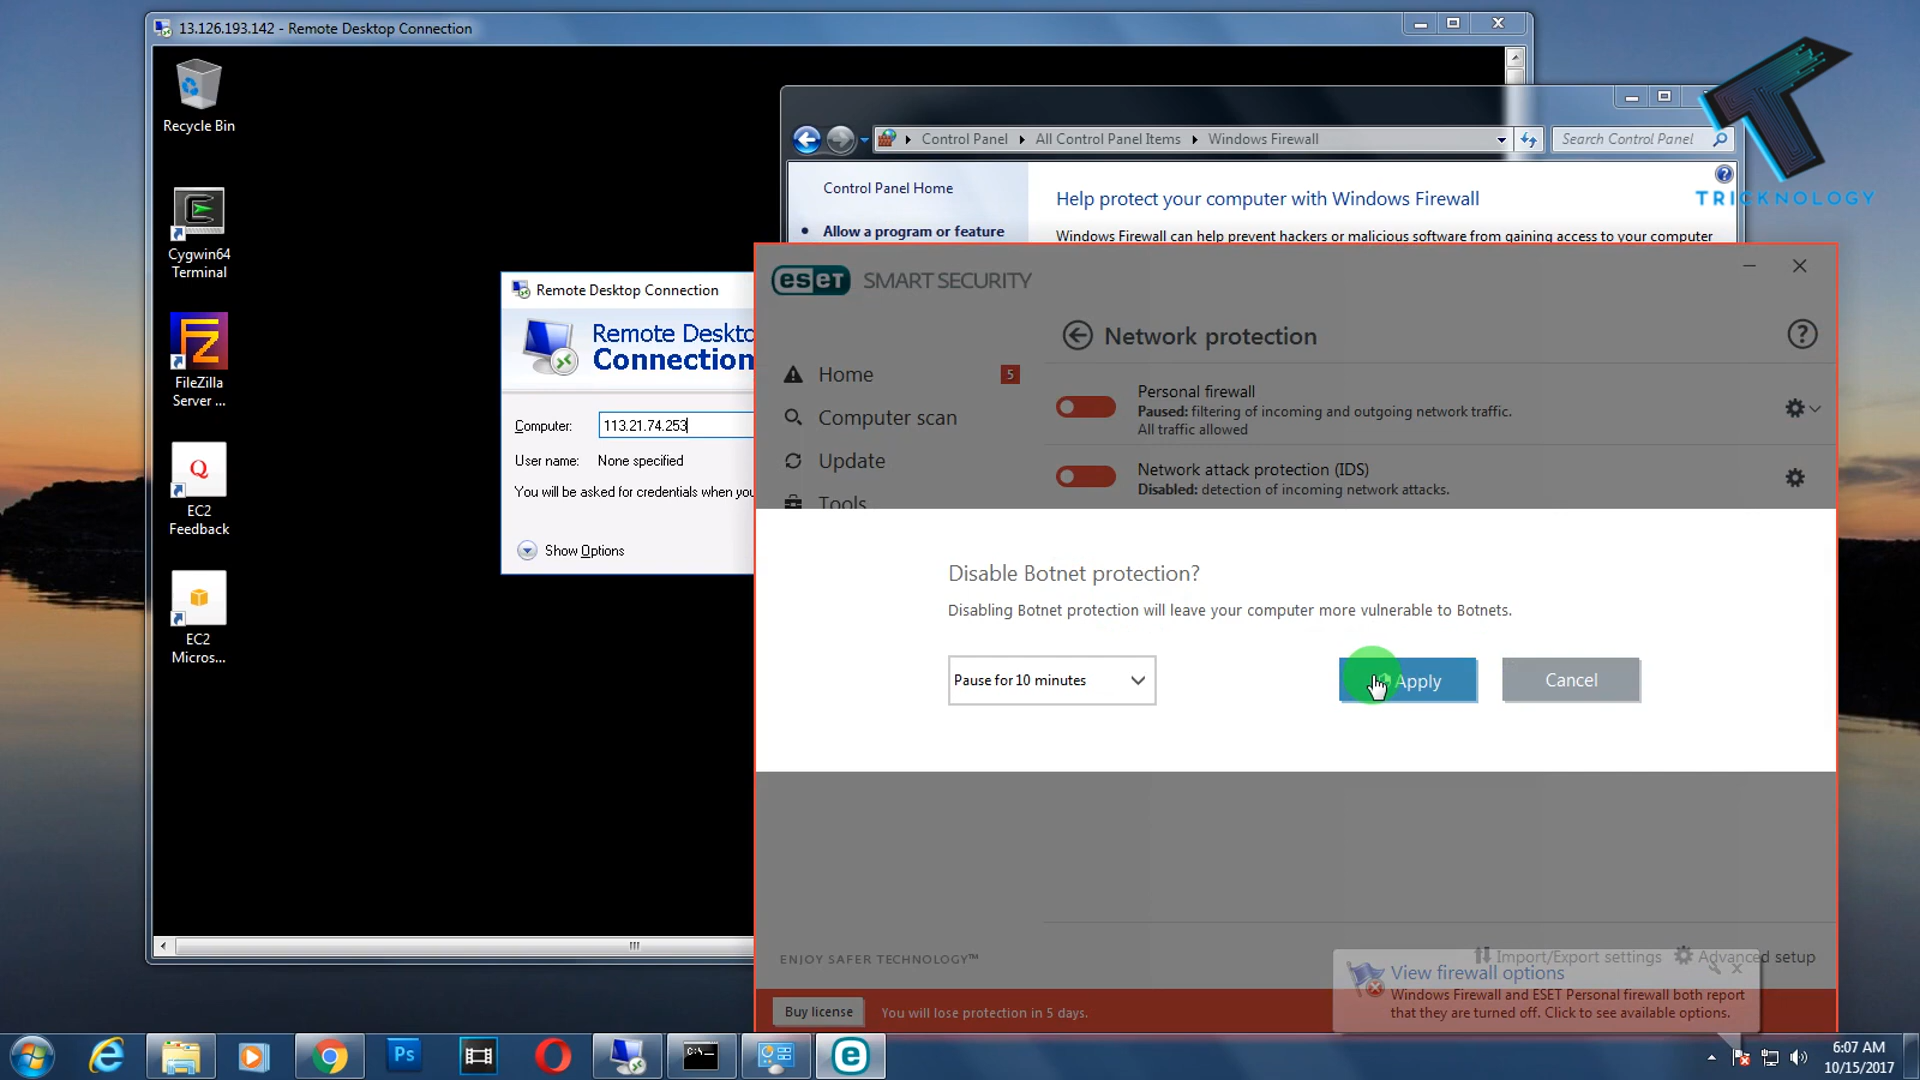 13.126.193.142 - Remote Desktop Connection
Recycle Bin
Cygwin64
Terminal
FileZilla
Server ...
Q
EC2
Feedback
EC2
Micros...
Control Panel
All Control Panel Items
Windows Firewall
Search Control Panel
Control Panel Home
Allow a program or feature
Help protect your computer with Windows Firewall
Windows Firewall can help prevent hackers or malicious software from gaining access to your computer
TRICKNOLOGY
Remote Desktop Connection
Remote Deskto
Connection
Computer:
113.21.74.253
User name:
None specified
You will be asked for credentials when you
Show Options
eseT
SMART SECURITY
Home
5
Computer scan
Update
Tools
Network protection
?
Personal firewall
Paused: filtering of incoming and outgoing network traffic.
All traffic allowed
Network attack protection (IDS)
Disabled: detection of incoming network attacks.
Disable Botnet protection?
Disabling Botnet protection will leave your computer more vulnerable to Botnets.
Pause for 10 minutes
Apply
Cancel
ENJOY SAFER TECHNOLOGY™
Import/Export settings
Advanced setup
View firewall options
Windows Firewall and ESET Personal firewall both report
that they are turned off. Click to see available options.
Buy license
You will lose protection in 5 days.
Ps
C:\
e
6:07 AM
10/15/2017